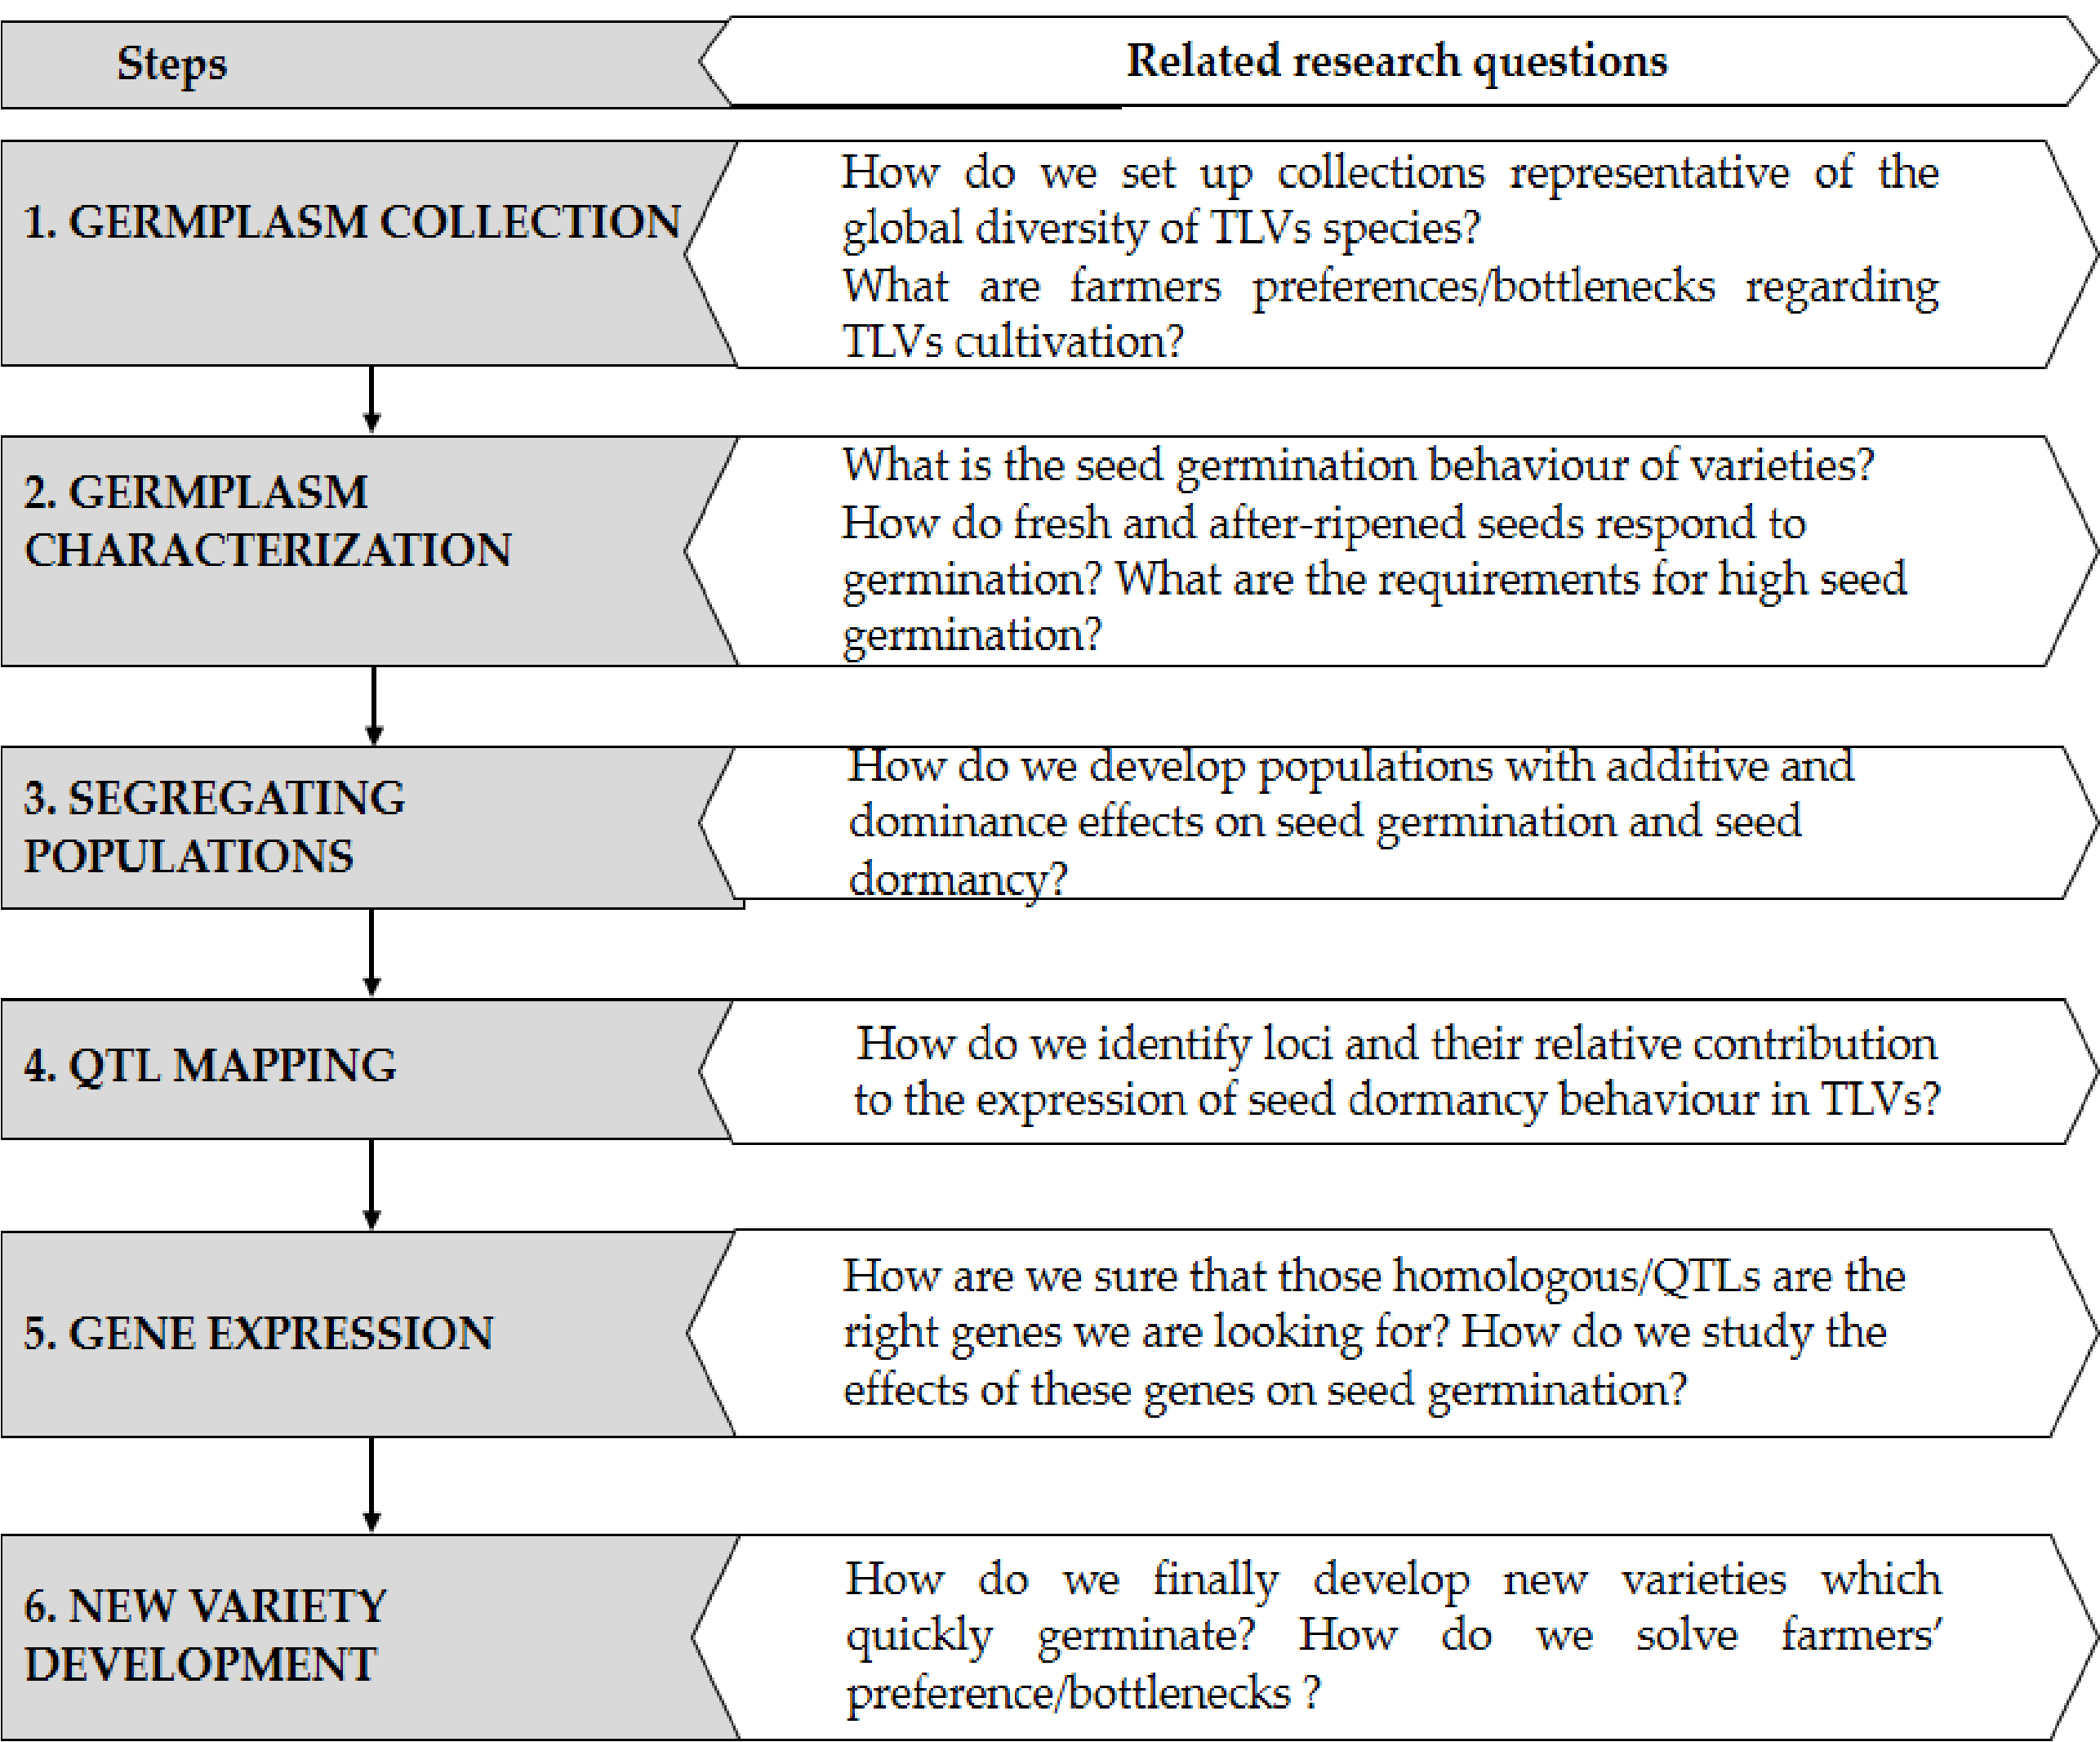 Steps
Related research questions
1. GERMPLASM COLLECTION
How do we set up collections representative of the
global diversity of TLVs species?
What are farmers preferences/bottlenecks regarding
TLVs cultivation?
2. GERMPLASM
CHARACTERIZATION
What is the seed germination behaviour of varieties?
How do fresh and after-ripened seeds respond to
germination? What are the requirements for high seed
germination?
3. SEGREGATING
POPULATIONS
How do we develop populations with additive and
dominance effects on seed germination and seed
dormancy?
4. QTL MAPPING
How do we identify loci and their relative contribution
to the expression of seed dormancy behaviour in TLVs?
5. GENE EXPRESSION
How are we sure that those homologous/QTLs are the
right genes we are looking for? How do we study the
effects of these genes on seed germination?
6. NEW VARIETY
DEVELOPMENT
How do we finally develop new varieties which
quickly germinate? How do we solve farmers’
preference/bottlenecks ?